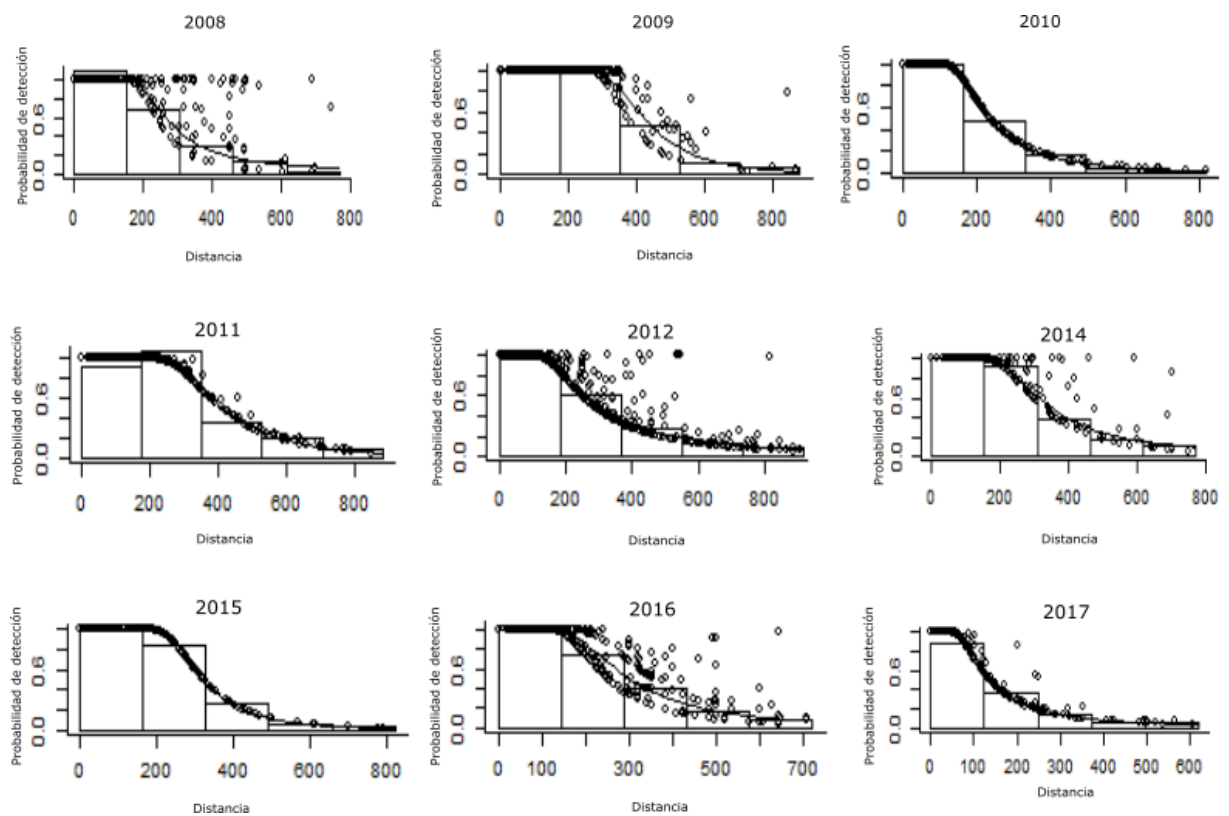 2008
Probabilidad de detección
0.0 0.6
0 200 400 600 800
Distancia
2009
Probabilidad de detección
0.0 0.6
0 200 400 600 800
Distancia
2010
Probabilidad de detección
0.0 0.6
0 200 400 600 800
Distancia
2011
Probabilidad de detección
0.0 0.6
0 200 400 600 800
Distancia
2012
Probabilidad de detección
0.0 0.6
0 200 400 600 800
Distancia
2014
Probabilidad de detección
0.0 0.6
0 200 400 600 800
Distancia
2015
Probabilidad de detección
0.0 0.6
0 200 400 600 800
Distancia
2016
Probabilidad de detección
0.0 0.6
0 100 200 300 400 500 600 700
Distancia
2017
Probabilidad de detección
0.0 0.6
0 100 200 300 400 500 600
Distancia